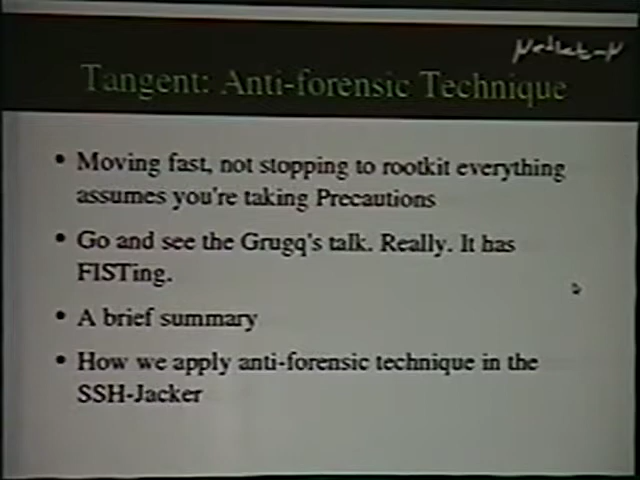 Tangent: Anti-forensic Technique
• Moving fast, not stopping to rootkit everything
assumes you're taking Precautions
• Go and see the Grugq's talk. Really. It has
FISTing.
• A brief summary
• How we apply anti-forensic technique in the
SSH-Jacker